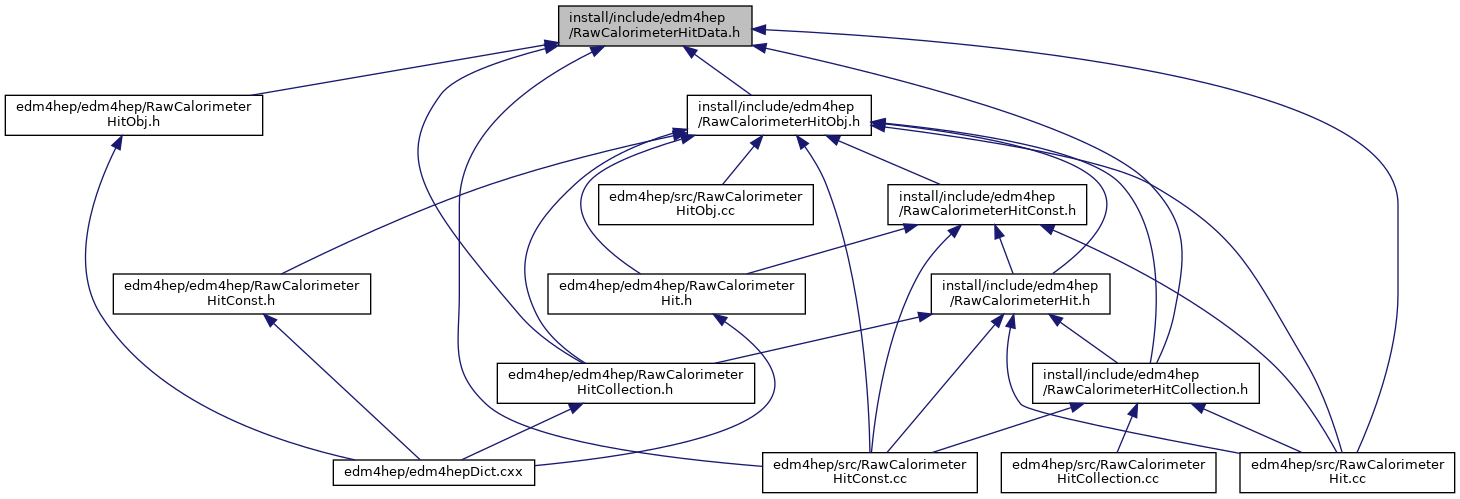 install/include/edm4hep
/RawCalorimeterHitData.h
edm4hep/edm4hep/RawCalorimeter
HitObj.h
install/include/edm4hep
/RawCalorimeterHitObj.h
edm4hep/src/RawCalorimeter
HitObj.cc
install/include/edm4hep
/RawCalorimeterHitConst.h
edm4hep/edm4hep/RawCalorimeter
HitConst.h
edm4hep/edm4hep/RawCalorimeter
Hit.h
install/include/edm4hep
/RawCalorimeterHit.h
edm4hep/edm4hep/RawCalorimeter
HitCollection.h
install/include/edm4hep
/RawCalorimeterHitCollection.h
edm4hep/edm4hepDict.cxx
edm4hep/src/RawCalorimeter
HitConst.cc
edm4hep/src/RawCalorimeter
HitCollection.cc
edm4hep/src/RawCalorimeter
Hit.cc